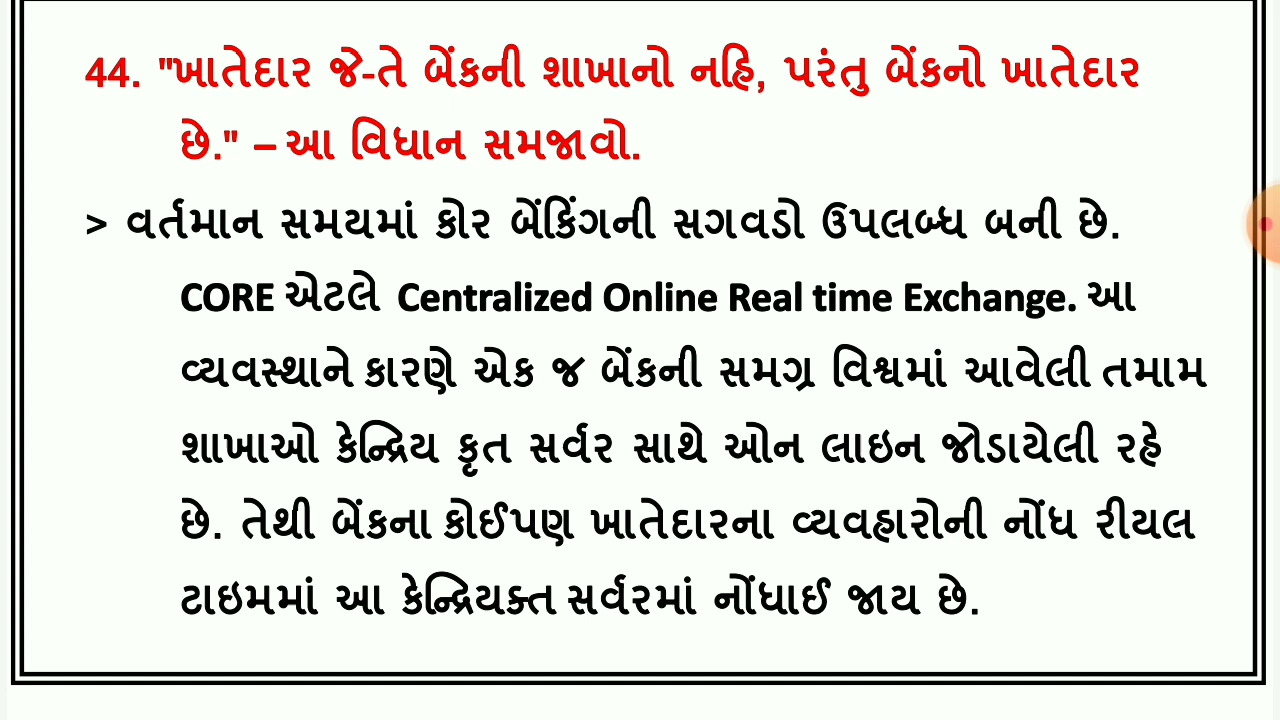 44. "ખાતેદાર જે-તે બેંકની શાખાનો નહિ, પરંતુ બેંકનો ખાતેદાર
છે." – આ વિધાન સમજાવો.
> વર્તમાન સમયમાં કોર બેંકિંગની સગવડો ઉપલબ્ધ બની છે.
CORE એટલે Centralized Online Real time Exchange. આ
વ્યવસ્થાને કારણે એક જ બેંકની સમગ્ર વિશ્વમાં આવેલી તમામ
શાખાઓ કેન્દ્રિય કૃત સર્વર સાથે ઓન લાઇન જોડાયેલી રહે
છે. તેથી બેંકના કોઈપણ ખાતેદારના વ્યવહારોની નોંધ રીયલ
ટાઇમમાં આ કેન્દ્રિયક્ત સર્વરમાં નોંધાઈ જાય છે.